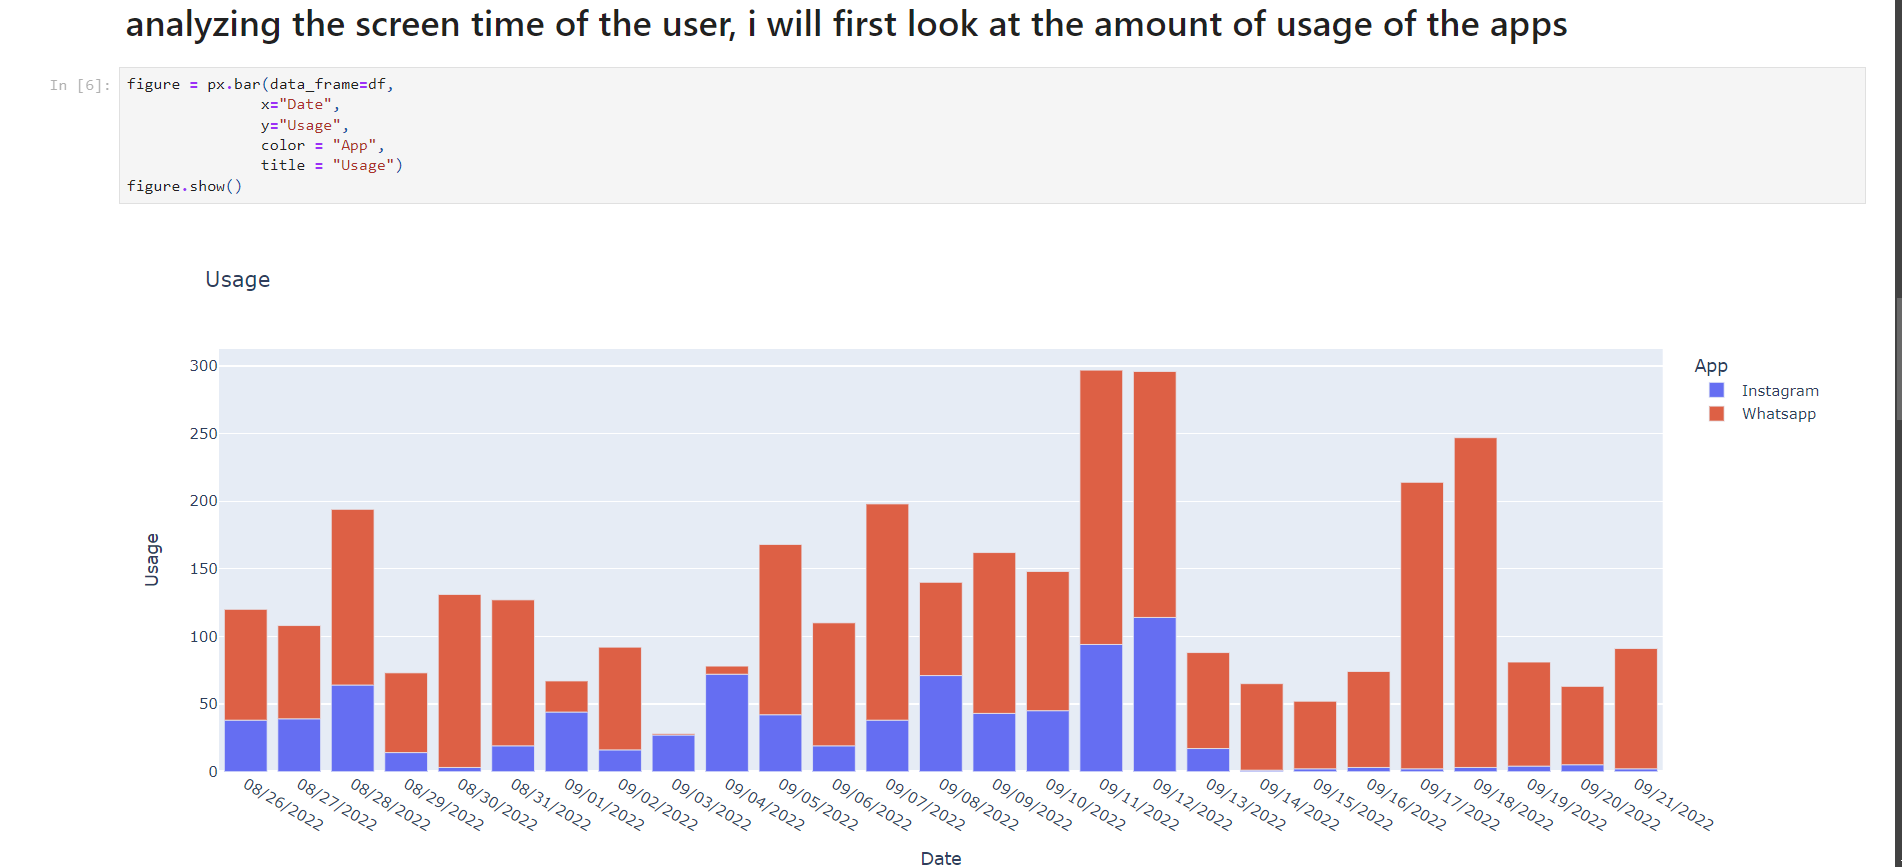 analyzing the screen time of the user, i will first look at the amount of usage of the apps
In [6]:
figure = px.bar(data_frame=df,
x="Date",
y="Usage",
color = "App",
title = "Usage")
figure.show()
Usage
300
250
200
150
100
50
0
Usage
App
Instagram
Whatsapp
08/26/2022
08/27/2022
08/28/2022
08/29/2022
08/30/2022
08/31/2022
09/01/2022
09/02/2022
09/03/2022
09/04/2022
09/05/2022
09/06/2022
09/07/2022
09/08/2022
09/09/2022
09/10/2022
09/11/2022
09/12/2022
09/13/2022
09/14/2022
09/15/2022
09/16/2022
09/17/2022
09/18/2022
09/19/2022
09/20/2022
09/21/2022
Date